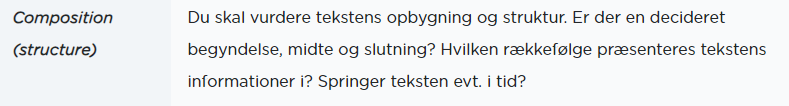 Composition
(structure)
Du skal vurdere tekstens opbygning og struktur. Er der en decideret
begyndelse, midte og slutning? Hvilken rækkefølge præsenteres tekstens
informationer i? Springer teksten evt. i tid?